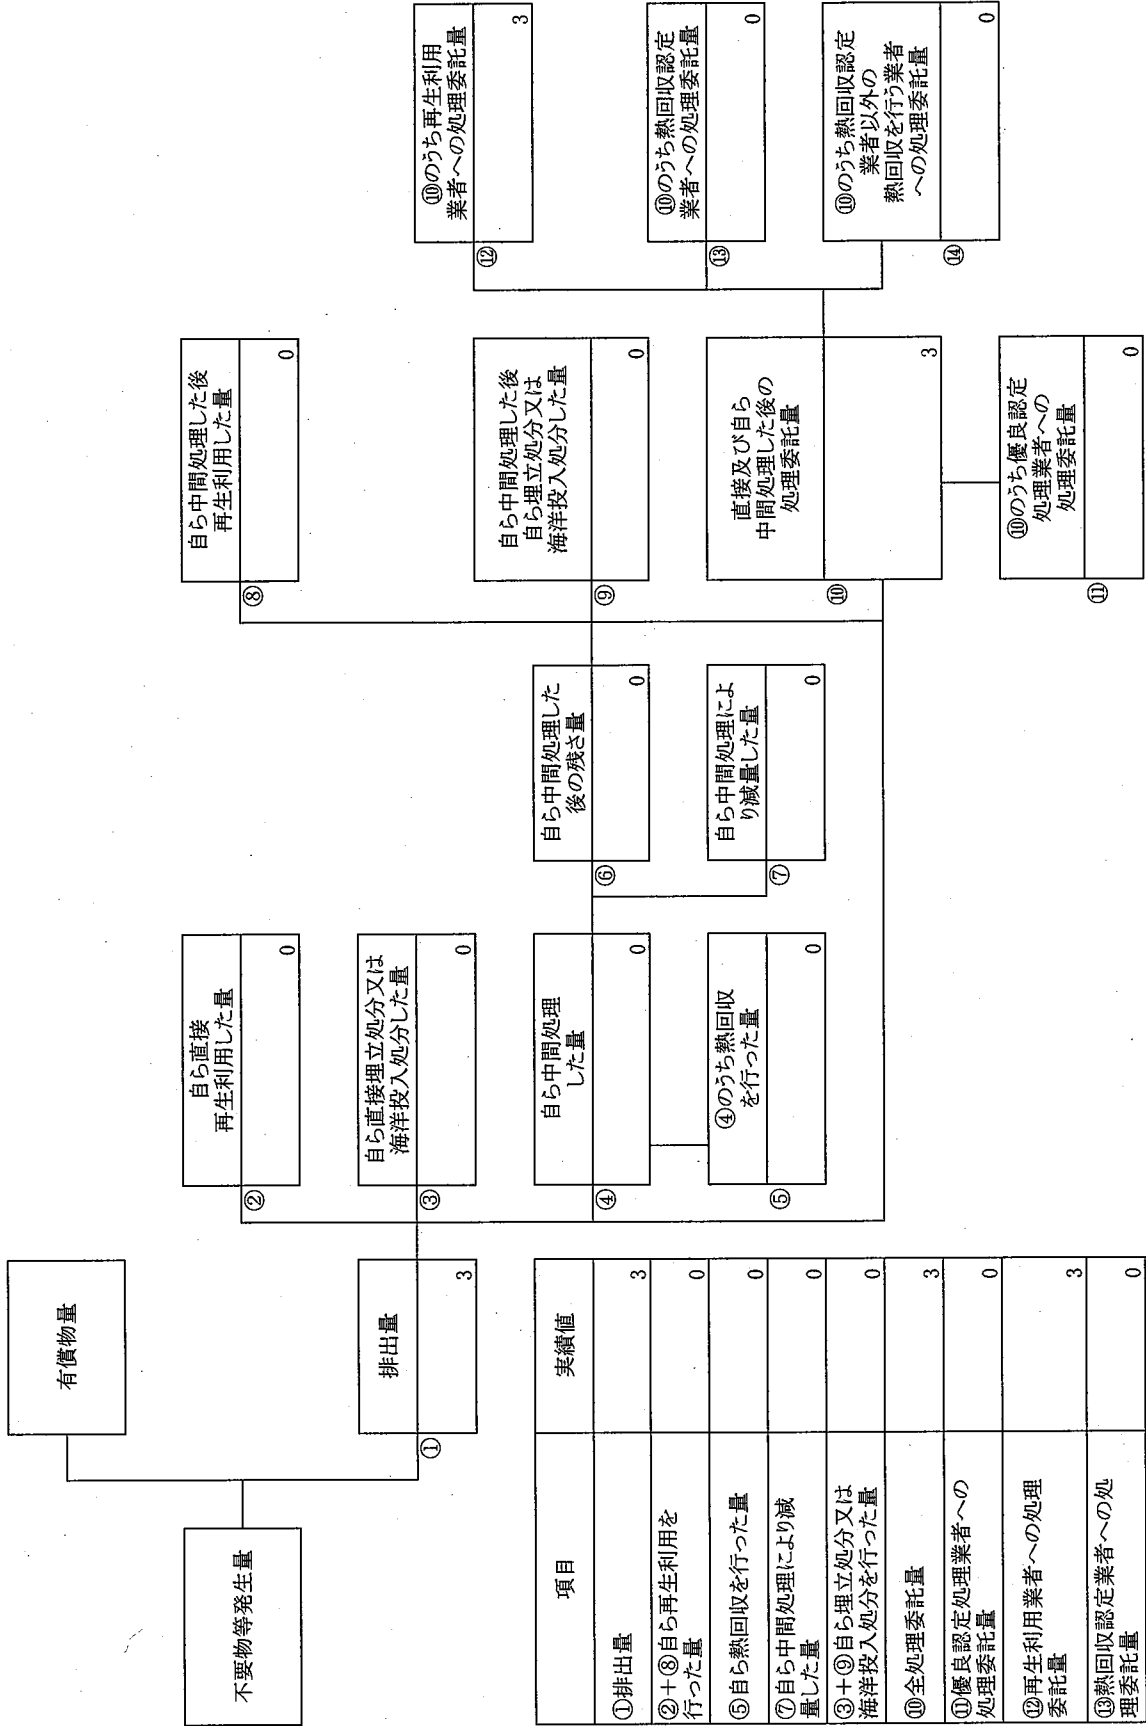 不要物等発生量
有償物量
排出量
①
3
自ら直接
再生利用した量
②
0
自ら直接埋立処分又は
海洋投入処分した量
③
0
自ら中間処理
した量
④
0
④のうち熱回収
を行った量
⑤
0
自ら中間処理した
後の残さ量
⑥
0
自ら中間処理によ
り減量した量
⑦
0
自ら中間処理した後
再生利用した量
⑧
0
自ら中間処理した後
自ら埋立処分又は
海洋投入処分した量
⑨
0
直接及び自ら
中間処理した後の
処理委託量
⑩
3
⑩のうち優良認定
処理業者への
処理委託量
⑪
0
⑩のうち再生利用
業者への処理委託量
⑫
3
⑩のうち熱回収認定
業者への処理委託量
⑬
0
⑩のうち熱回収認定
業者以外の
熱回収を行う業者
への処理委託量
⑭
0
項目 実績値
①排出量 3
②+⑧自ら再生利用を
行った量 0
⑤自ら熱回収を行った量 0
⑦自ら中間処理により減
量した量 0
③+⑨自ら埋立処分又は
海洋投入処分を行った量 0
⑩全処理委託量 3
⑪優良認定処理業者への
処理委託量 0
⑫再生利用業者への処理
委託量 3
⑬熱回収認定業者への処
理委託量 0